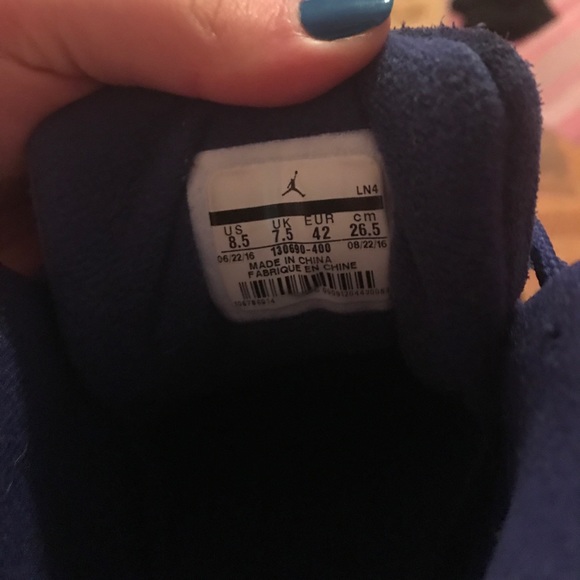 LN4
US UK EUR cm
8.5 7.5 42 26.5
06/22/16 130690-400 08/22/16
MADE IN CHINA
FABRIQUE EN CHINE